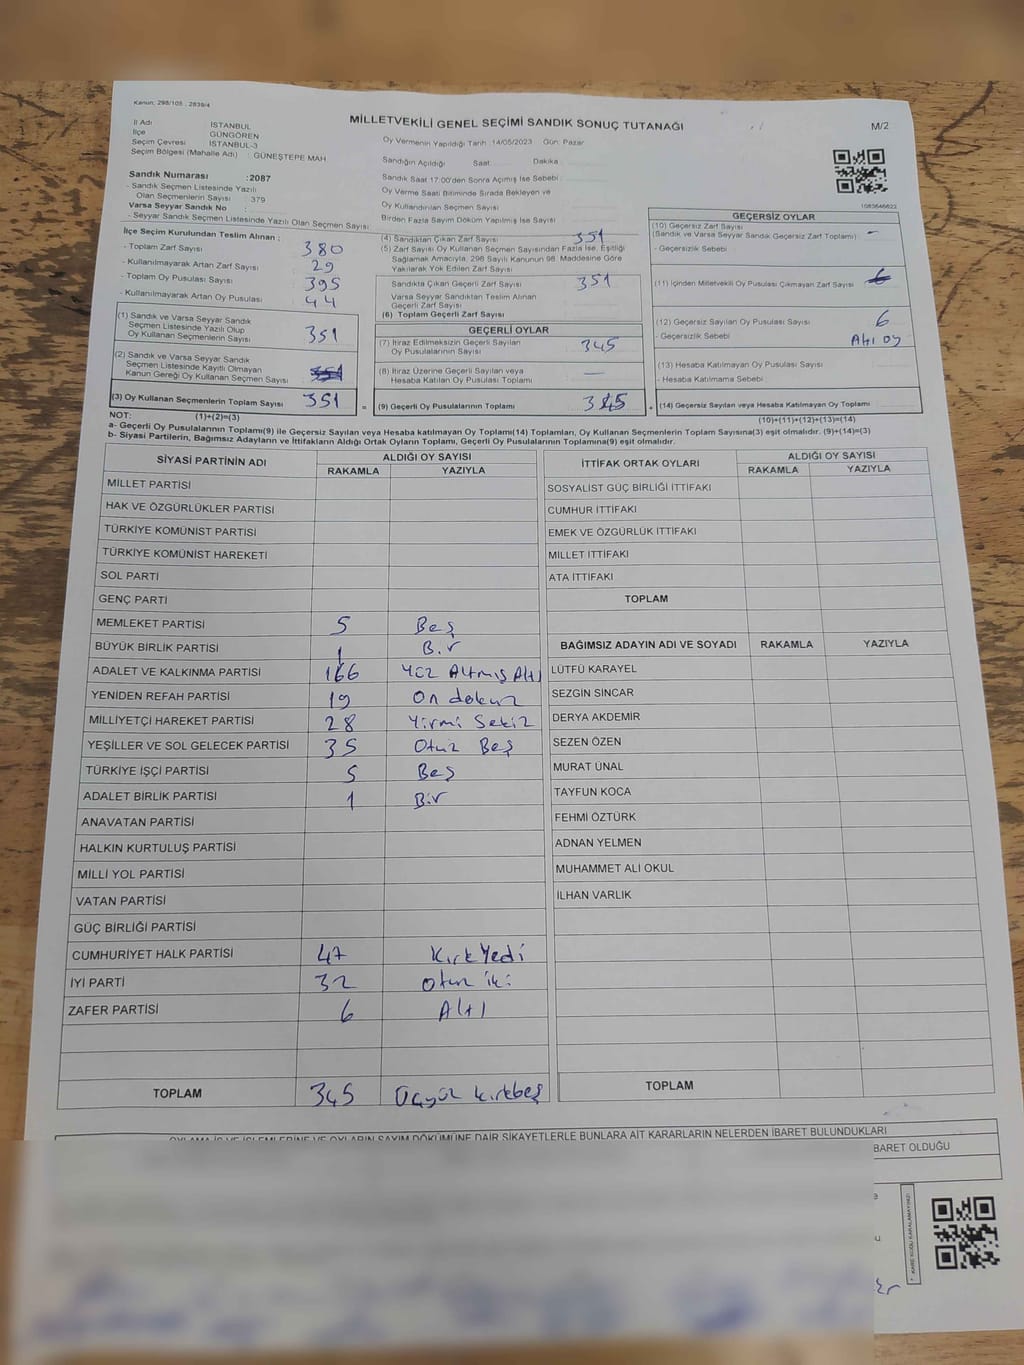 Kanun: 298/105 , 2839/4
MİLLETVEKİLİ GENEL SEÇİMİ SANDIK SONUÇ TUTANAĞI
M/2
İl Adı İSTANBUL
İlçe GÜNGÖREN
Seçim Çevresi İSTANBUL-3
Seçim Bölgesi (Mahalle Adı) : GÜNEŞTEPE MAH
Sandık Numarası :2087
- Sandık Seçmen Listesinde Yazılı
Olan Seçmenlerin Sayısı : 379
Varsa Seyyar Sandık No :
- Seyyar Sandık Seçmen Listesinde Yazılı Olan Seçmen Sayısı
Oy Vermenin Yapıldığı Tarih :14/05/2023 Gün: Pazar
Sandığın Açıldığı Saat: Dakika :
Sandık Saat 17:00'den Sonra Açılmış İse Sebebi
Oy Verme Saati Bitiminde Sırada Bekleyen ve
Oy Kullandırılan Seçmen Sayısı
Birden Fazla Sayım Döküm Yapılmış İse Sayısı
1083646622
İlçe Seçim Kurulundan Teslim Alınan :
- Toplam Zarf Sayısı 380
- Kullanılmayarak Artan Zarf Sayısı 29
- Toplam Oy Pusulası Sayısı 395
- Kullanılmayarak Artan Oy Pusulası 44
(1) Sandık ve Varsa Seyyar Sandık
Seçmen Listesinde Yazılı Olup
Oy Kullanan Seçmenlerin Sayısı 351
(2) Sandık ve Varsa Seyyar Sandık
Seçmen Listesinde Kayıtlı Olmayan
Kanun Gereği Oy Kullanan Seçmen Sayısı
(3) Oy Kullanan Seçmenlerin Toplam Sayısı 351
(4) Sandıktan Çıkan Zarf Sayısı 351
(5) Zarf Sayısı Oy Kullanan Seçmen Sayısından Fazla İse, Eşitliği
Sağlamak Amacıyla, 298 Sayılı Kanunun 98. Maddesine Göre
Yakılarak Yok Edilen Zarf Sayısı
Sandıkta Çıkan Geçerli Zarf Sayısı 351
Varsa Seyyar Sandıktan Teslim Alınan
Geçerli Zarf Sayısı
(6) Toplam Geçerli Zarf Sayısı
GEÇERLİ OYLAR
(7) İtiraz Edilmeksizin Geçerli Sayılan
Oy Pusulalarının Sayısı 345
(8) İtiraz Üzerine Geçerli Sayılan veya
Hesaba Katılan Oy Pusulası Toplamı —
= (9) Geçerli Oy Pusulalarının Toplamı 345
GEÇERSİZ OYLAR
(10) Geçersiz Zarf Sayısı
(Sandık ve Varsa Seyyar Sandık Geçersiz Zarf Toplamı) -
- Geçersizlik Sebebi
(11) İçinden Milletvekili Oy Pusulası Çıkmayan Zarf Sayısı
(12) Geçersiz Sayılan Oy Pusulası Sayısı 6
- Geçersizlik Sebebi : Altı oy
(13) Hesaba Katılmayan Oy Pusulası Sayısı
- Hesaba Katılmama Sebebi
+ (14) Geçersiz Sayılan veya Hesaba Katılmayan Oy Toplamı
NOT: (1)+(2)=(3)
(10)+(11)+(12)+(13)=(14)
a- Geçerli Oy Pusulalarının Toplamı(9) ile Geçersiz Sayılan veya Hesaba katılmayan Oy Toplamı(14) Toplamları, Oy Kullanan Seçmenlerin Toplam Sayısına(3) eşit olmalıdır. (9)+(14)=(3)
b- Siyasi Partilerin, Bağımsız Adayların ve İttifakların Aldığı Ortak Oyların Toplamı, Geçerli Oy Pusulalarının Toplamına(9) eşit olmalıdır.
SİYASİ PARTİNİN ADI ALDIĞI OY SAYISI
RAKAMLA YAZIYLA
MİLLET PARTİSİ
HAK VE ÖZGÜRLÜKLER PARTİSİ
TÜRKİYE KOMÜNİST PARTİSİ
TÜRKİYE KOMÜNİST HAREKETİ
SOL PARTİ
GENÇ PARTİ
MEMLEKET PARTİSİ 5 Beş
BÜYÜK BİRLİK PARTİSİ 1 Bir
ADALET VE KALKINMA PARTİSİ 166 Yüz Altmış Altı
YENİDEN REFAH PARTİSİ 19 On dokuz
MİLLİYETÇİ HAREKET PARTİSİ 28 Yirmi Sekiz
YEŞİLLER VE SOL GELECEK PARTİSİ 35 Otuz Beş
TÜRKİYE İŞÇİ PARTİSİ 5 Beş
ADALET BİRLİK PARTİSİ 1 Bir
ANAVATAN PARTİSİ
HALKIN KURTULUŞ PARTİSİ
MİLLİ YOL PARTİSİ
VATAN PARTİSİ
GÜÇ BİRLİĞİ PARTİSİ
CUMHURİYET HALK PARTİSİ 47 Kırk Yedi
İYİ PARTİ 32 Otuz iki
ZAFER PARTİSİ 6 Altı
TOPLAM 345 Üçyüz kırkbeş
İTTİFAK ORTAK OYLARI ALDIĞI OY SAYISI
RAKAMLA YAZIYLA
SOSYALİST GÜÇ BİRLİĞİ İTTİFAKI
CUMHUR İTTİFAKI
EMEK VE ÖZGÜRLÜK İTTİFAKI
MİLLET İTTİFAKI
ATA İTTİFAKI
TOPLAM
BAĞIMSIZ ADAYIN ADI VE SOYADI RAKAMLA YAZIYLA
LÜTFÜ KARAYEL
SEZGİN SİNCAR
DERYA AKDEMİR
SEZEN ÖZEN
MURAT ÜNAL
TAYFUN KOCA
FEHMİ ÖZTÜRK
ADNAN YELMEN
MUHAMMET ALİ OKUL
İLHAN VARLIK
TOPLAM
OYLAMA İŞ VE İŞLEMLERİNE VE OYLARIN SAYIM DÖKÜMÜNE DAİR ŞİKAYETLERLE BUNLARA AİT KARARLARIN NELERDEN İBARET BULUNDUKLARI
BARET OLDUĞU
* KARE KODU KARALAMAYINIZ!